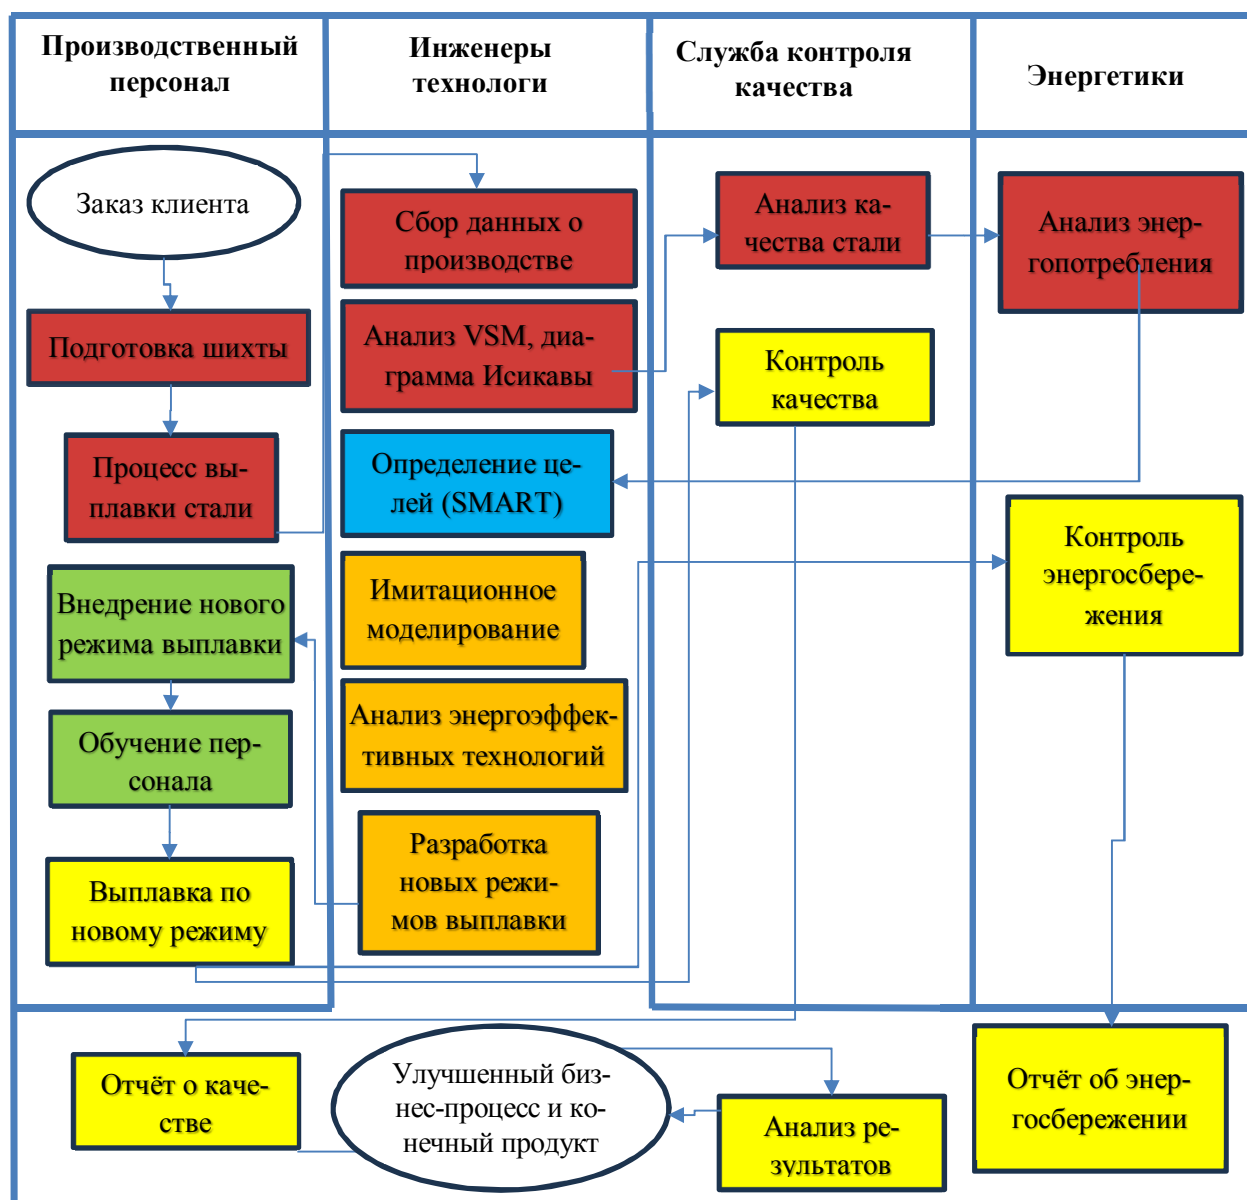 Производственный
персонал
Инженеры
технологи
Служба контроля
качества
Энергетики
Заказ клиента
Подготовка шихты
Процесс вы-
плавки стали
Внедрение нового
режима выплавки
Обучение пер-
сонала
Выплавка по
новому режиму
Сбор данных о
производстве
Анализ VSM, диа-
грамма Исикавы
Определение це-
лей (SMART)
Имитационное
моделирование
Анализ энергоэффек-
тивных технологий
Разработка
новых режи-
мов выплавки
Анализ ка-
чества стали
Контроль
качества
Анализ энер-
гопотребления
Контроль
энергосбере-
жения
Отчёт о каче-
стве
Улучшенный биз-
нес-процесс и ко-
нечный продукт
Анализ ре-
зультатов
Отчёт об энер-
госбережении